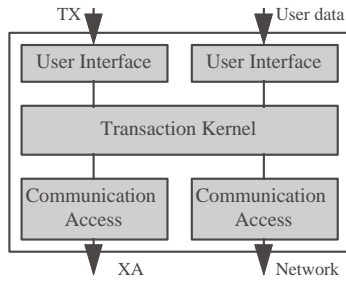 TX
User data
User Interface
User Interface
Transaction Kernel
Communication
Access
Communication
Access
XA
Network